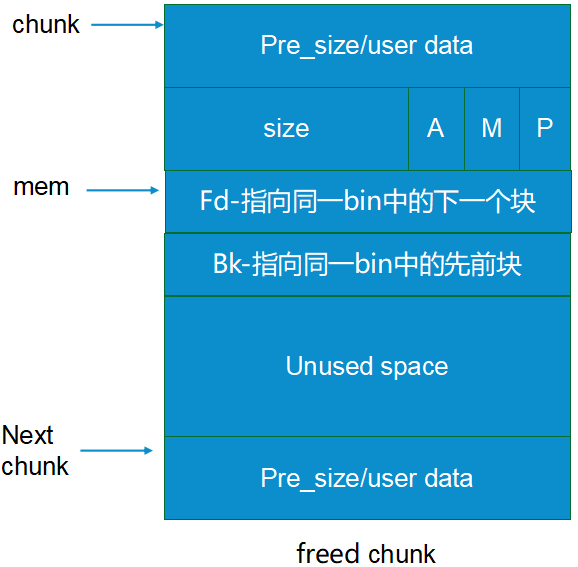 chunk
Pre_size/user data
size A M P
mem
Fd-指向同一bin中的下一个块
Bk-指向同一bin中的先前块
Unused space
Next
chunk
Pre_size/user data
freed chunk